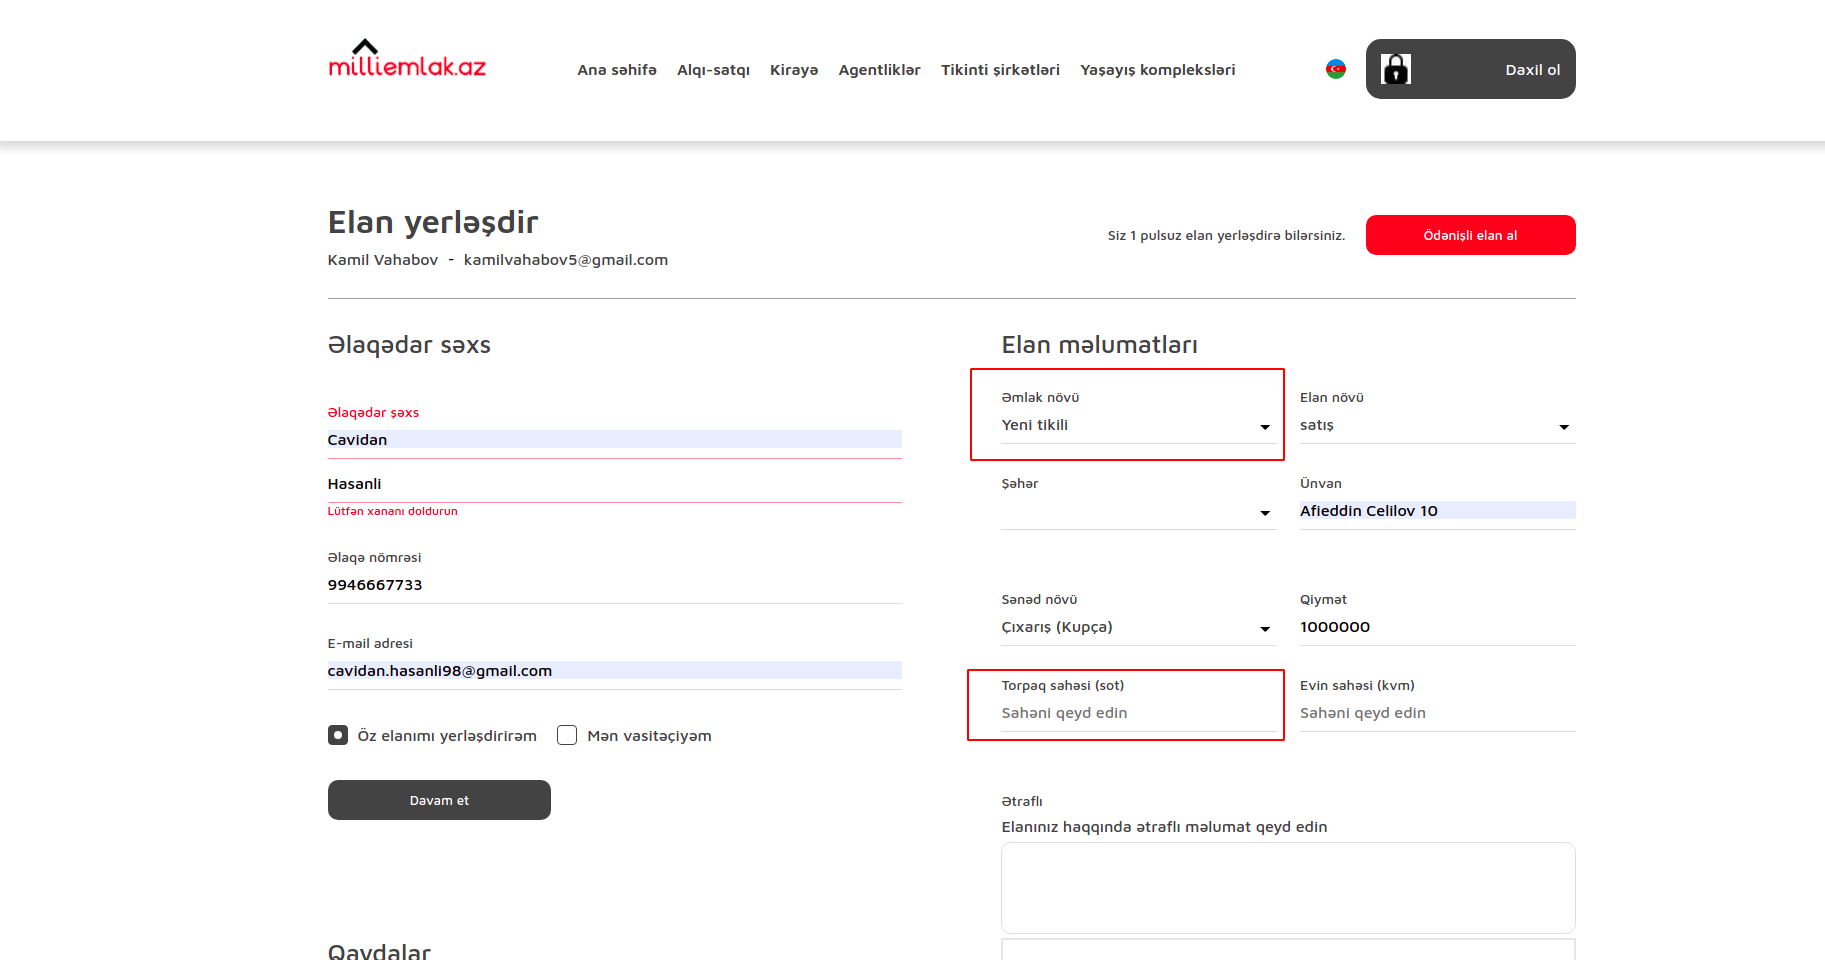 milliemlak.az
Ana səhifə Alqı-satqı Kirayə Agentliklər Tikinti şirkətləri Yaşayış kompleksləri
Daxil ol
Elan yerləşdir
Kamil Vahabov - kamilvahabov5@gmail.com
Siz 1 pulsuz elan yerləşdirə bilərsiniz.
Ödənişli elan al
Əlaqədar səxs
Əlaqədar şəxs
Cavidan
Hasanli
Lütfən xananı doldurun
Əlaqə nömrəsi
9946667733
E-mail adresi
cavidan.hasanli98@gmail.com
Öz elanımı yerləşdirirəm Mən vasitəçiyəm
Davam et
Qaydalar
Elan məlumatları
Əmlak növü Elan növü
Yeni tikili satış
Şəhər Ünvan
Afieddin Celilov 10
Sənəd növü Qiymət
Çıxarış (Kupça) 1000000
Torpaq sahəsi (sot) Evin sahəsi (kvm)
Sahəni qeyd edin Sahəni qeyd edin
Ətraflı
Elanınız haqqında ətraflı məlumat qeyd edin